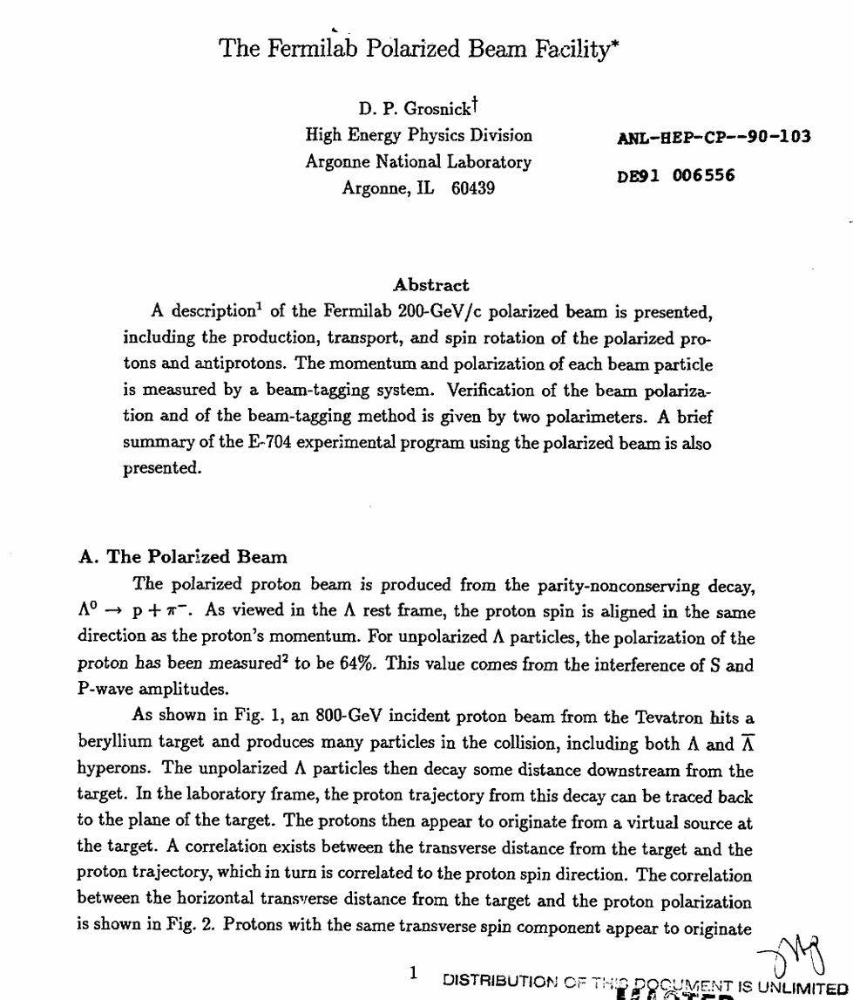 The Fermilab Polarized Beam Facility*
D. P. Grosnick†
High Energy Physics Division
Argonne National Laboratory
Argonne, IL 60439
ANL-HEP-CP--90-103
DE91 006556
Abstract
A description¹ of the Fermilab 200-GeV/c polarized beam is presented,
including the production, transport, and spin rotation of the polarized pro-
tons and antiprotons. The momentum and polarization of each beam particle
is measured by a beam-tagging system. Verification of the beam polariza-
tion and of the beam-tagging method is given by two polarimeters. A brief
summary of the E-704 experimental program using the polarized beam is also
presented.
A. The Polarized Beam
The polarized proton beam is produced from the parity-nonconserving decay,
Λ⁰ → p + π⁻. As viewed in the Λ rest frame, the proton spin is aligned in the same
direction as the proton's momentum. For unpolarized Λ particles, the polarization of the
proton has been measured² to be 64%. This value comes from the interference of S and
P-wave amplitudes.
As shown in Fig. 1, an 800-GeV incident proton beam from the Tevatron hits a
beryllium target and produces many particles in the collision, including both Λ and Λ̅
hyperons. The unpolarized Λ particles then decay some distance downstream from the
target. In the laboratory frame, the proton trajectory from this decay can be traced back
to the plane of the target. The protons then appear to originate from a virtual source at
the target. A correlation exists between the transverse distance from the target and the
proton trajectory, which in turn is correlated to the proton spin direction. The correlation
between the horizontal transverse distance from the target and the proton polarization
is shown in Fig. 2. Protons with the same transverse spin component appear to originate
1
DISTRIBUTION OF THIS DOCUMENT IS UNLIMITED